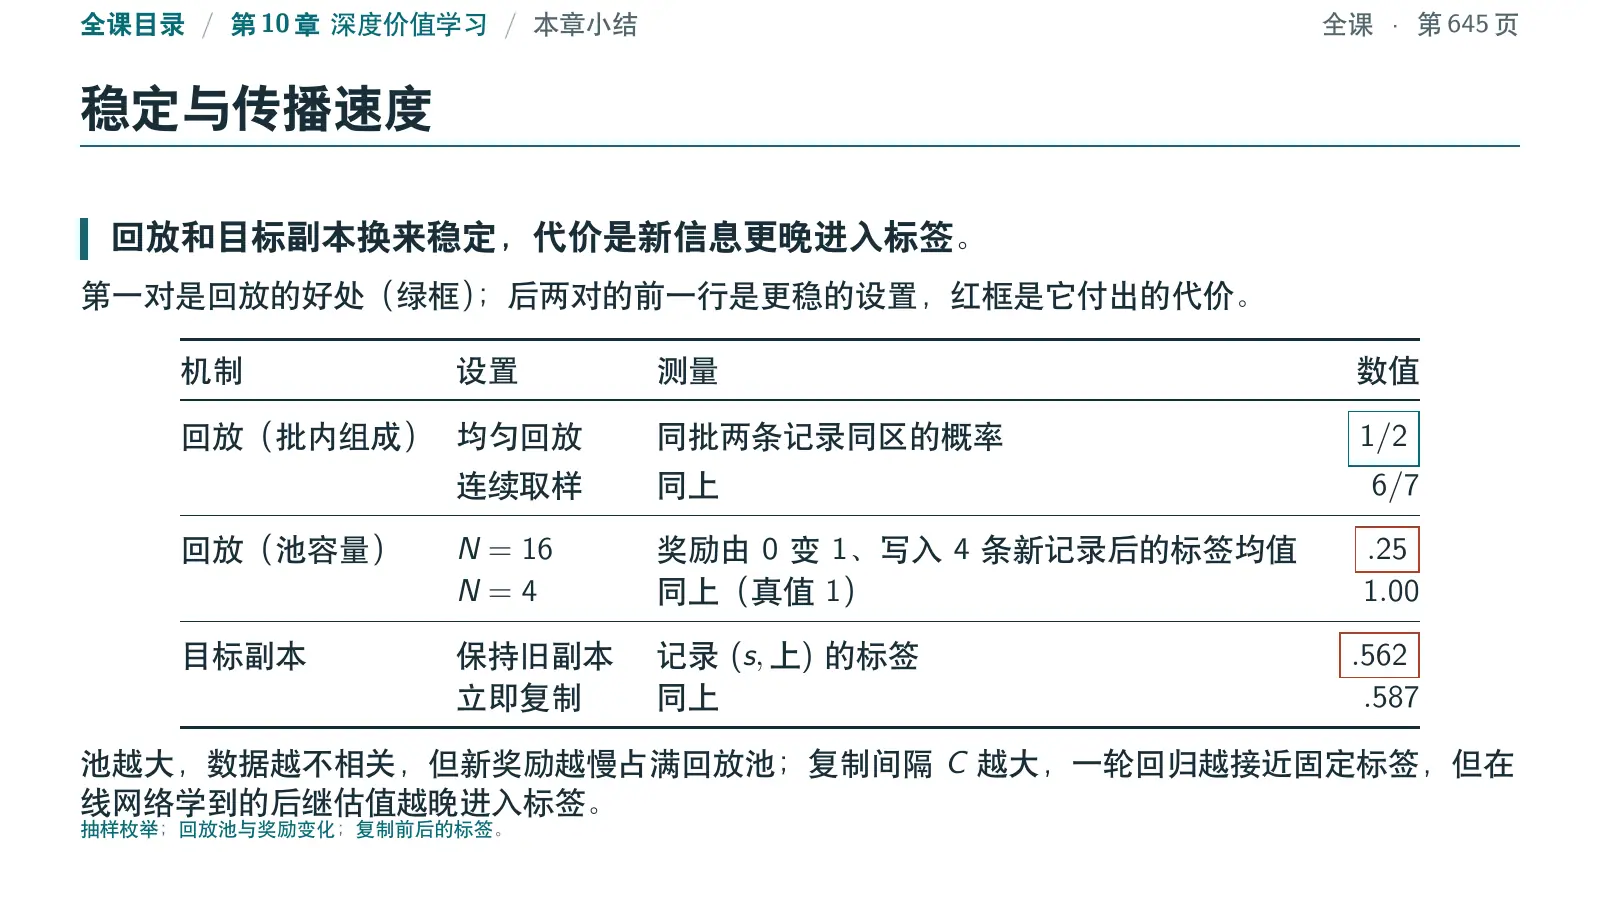 全课目录 / 第 10 章 深度价值学习 / 本章小结
全课 · 第 645 页
稳定与传播速度
回放和目标副本换来稳定，代价是新信息更晚进入标签。
第一对是回放的好处（绿框）；后两对的前一行是更稳的设置，红框是它付出的代价。
机制 设置 测量 数值
回放（批内组成） 均匀回放 同批两条记录同区的概率 1/2
连续取样 同上 6/7
回放（池容量） N = 16 奖励由 0 变 1、写入 4 条新记录后的标签均值 .25
N = 4 同上（真值 1） 1.00
目标副本 保持旧副本 记录 (s, 上) 的标签 .562
立即复制 同上 .587
池越大，数据越不相关，但新奖励越慢占满回放池；复制间隔 C 越大，一轮回归越接近固定标签，但在
线网络学到的后继估值越晚进入标签。
抽样枚举；回放池与奖励变化；复制前后的标签。